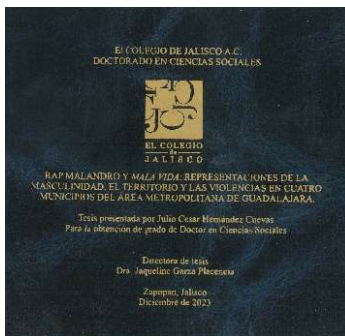 El COLEGIO DE JALISCO A.C.
DOCTORADO EN CIENCIAS SOCIALES
EL COLEGIO
de
JALISCO
RAP MALANDRO Y MALA VIDA: REPRESENTACIONES DE LA
MASCULINIDAD, EL TERRITORIO Y LAS VIOLENCIAS EN CUATRO
MUNICIPIOS DEL ÁREA METROPOLITANA DE GUADALAJARA.
Tesis presentada por Julio Cesar Hernández Cuevas
Para la obtención de grado de Doctor en Ciencias Sociales
Directora de tesis
Dra. Jaqueline Garza Placencia
Zapopan, Jalisco
Diciembre de 2023